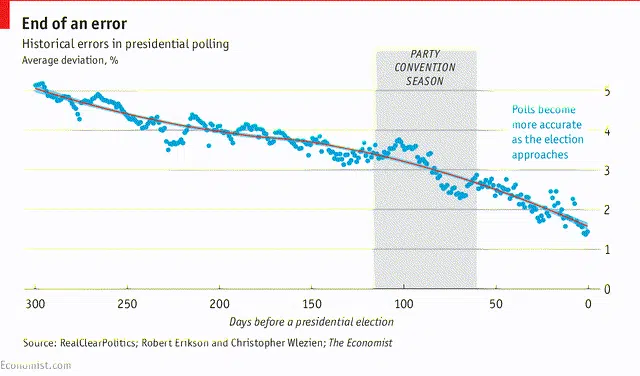 End of an error
Historical errors in presidential polling
Average deviation, %
PARTY
CONVENTION
SEASON
Polls become
more accurate
as the election
approaches
5
4
3
2
1
0
300
250
200
150
100
50
0
Days before a presidential election
Source: RealClearPolitics; Robert Erikson and Christopher Wlezien; The Economist
Economist.com